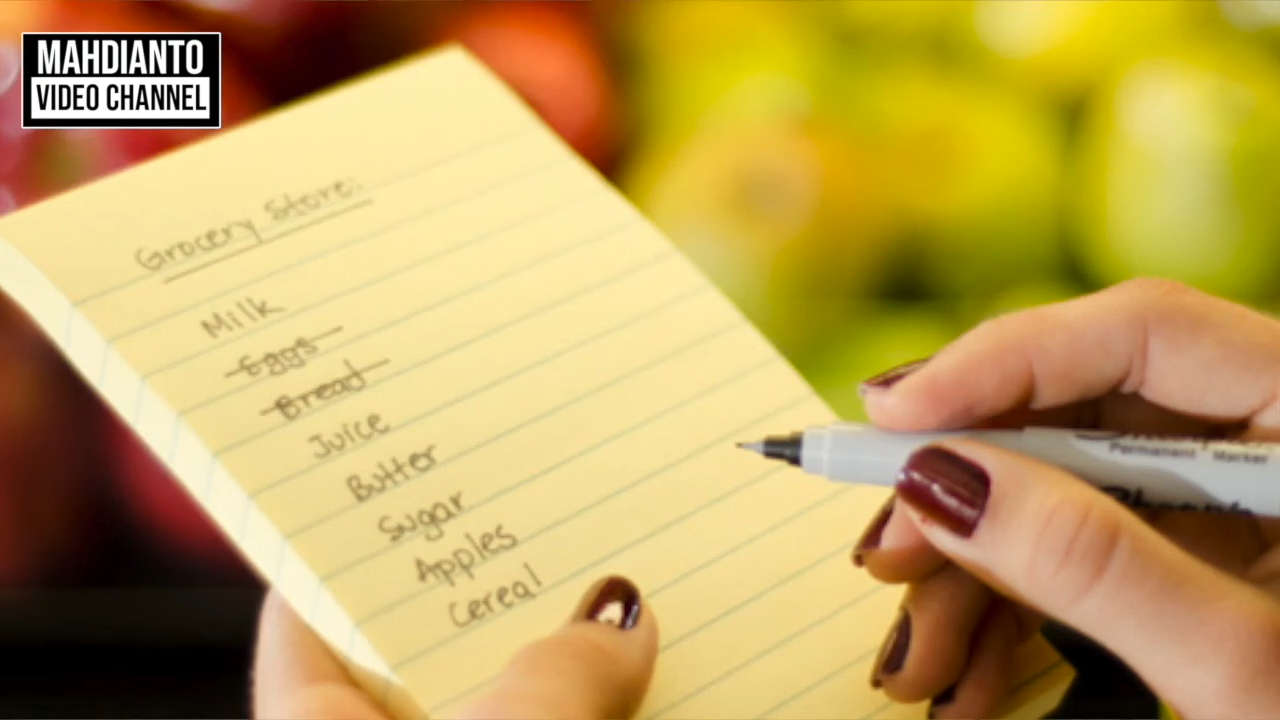 MAHDIANTO
VIDEO CHANNEL
Grocery Store:
Milk
Eggs
Bread
Juice
Butter
Sugar
Apples
Cereal
Permanent Marker